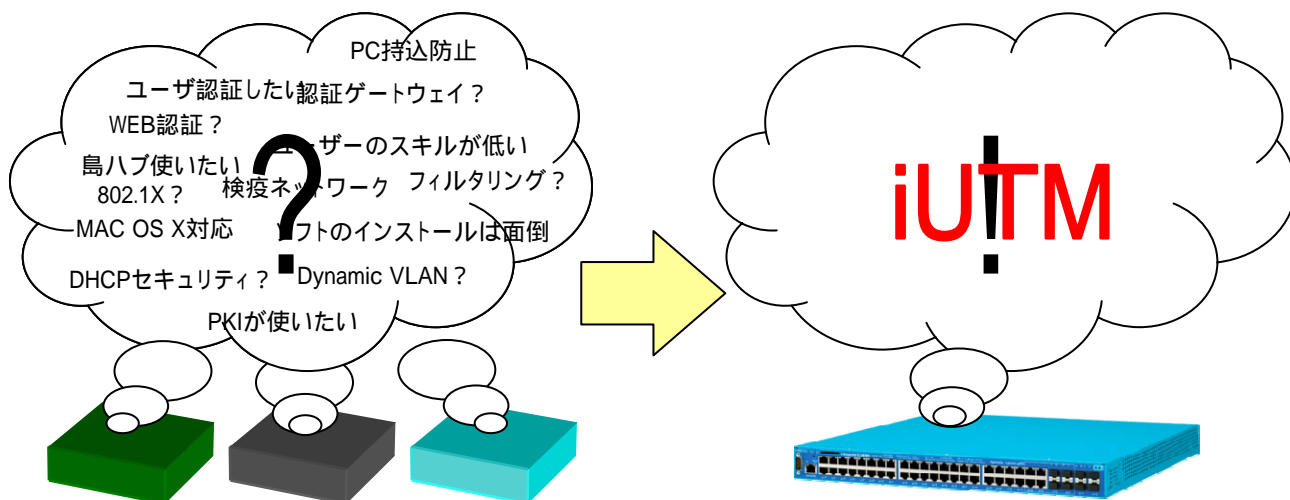 PC持込防止
ユーザ認証したい 認証ゲートウェイ？
WEB認証？
ユーザーのスキルが低い
島ハブ使いたい
802.1X？ 検疫ネットワーク フィルタリング？
MAC OS X対応 ソフトのインストールは面倒
DHCPセキュリティ？ Dynamic VLAN？
PKIが使いたい
?
!
iUTM